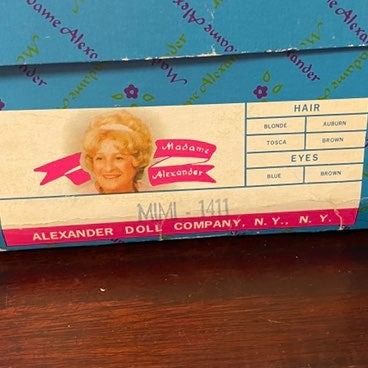 Madame Alexander
Madame
Alexander
HAIR
BLONDE AUBURN
TOSCA BROWN
EYES
BLUE BROWN
MIMI - 1411
ALEXANDER DOLL COMPANY, N.Y., N.Y.